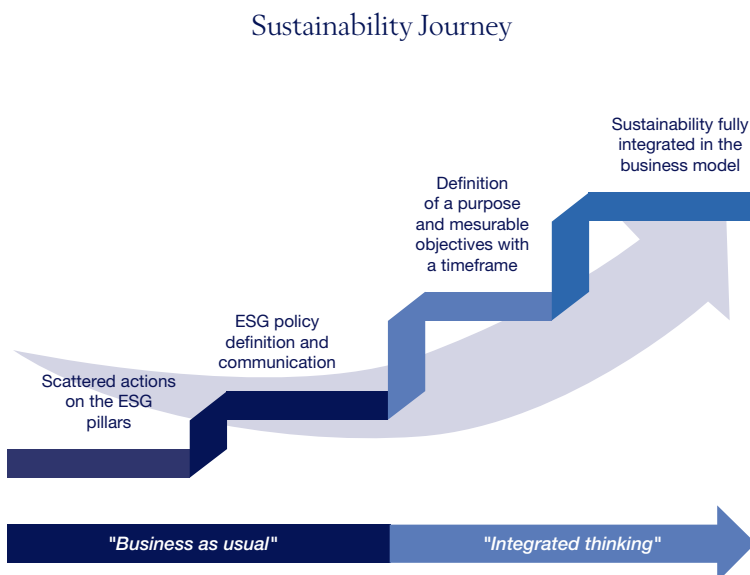 Sustainability Journey
Sustainability fully
integrated in the
business model
Definition
of a purpose
and mesurable
objectives with
a timeframe
ESG policy
definition and
communication
Scattered actions
on the ESG
pillars
"Business as usual"
"Integrated thinking"